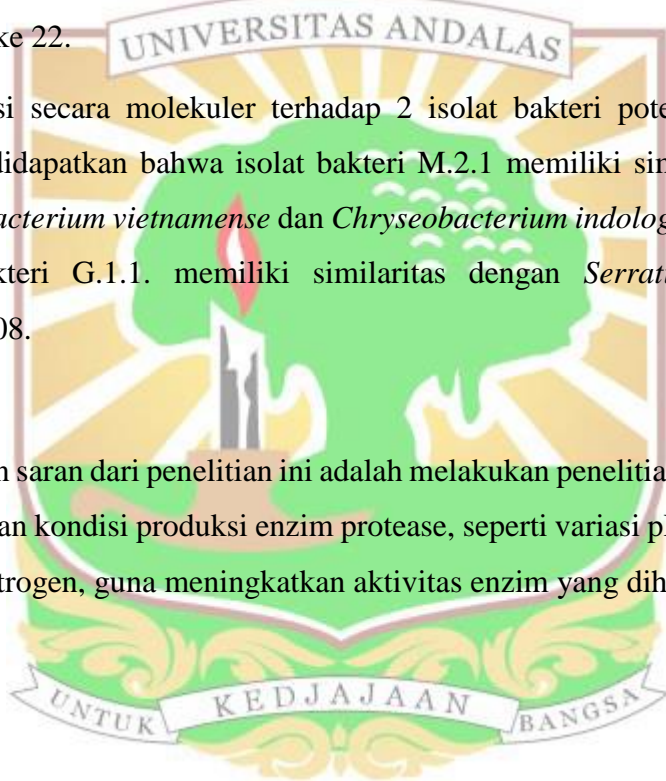 ke 22.
UNIVERSITAS ANDALAS
si secara molekuler terhadap 2 isolat bakteri pote
didapatkan bahwa isolat bakteri M.2.1 memiliki sim
bacterium vietnamense dan Chryseobacterium indolog
kteri G.1.1. memiliki similaritas dengan Serrati
08.
n saran dari penelitian ini adalah melakukan penelitia
an kondisi produksi enzim protease, seperti variasi p
trogen, guna meningkatkan aktivitas enzim yang dih
UNTUK KEDJAJAAN BANGSA